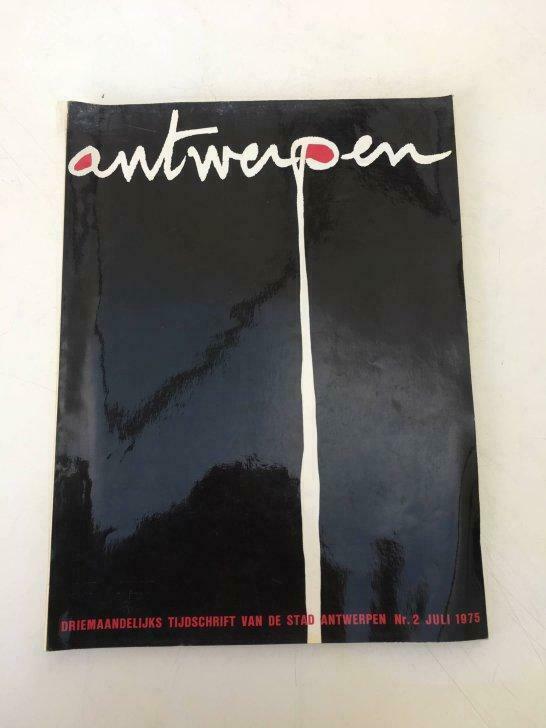 antwerpen
DRIEMAANDELIJKS TIJDSCHRIFT VAN DE STAD ANTWERPEN Nr. 2 JULI 1975